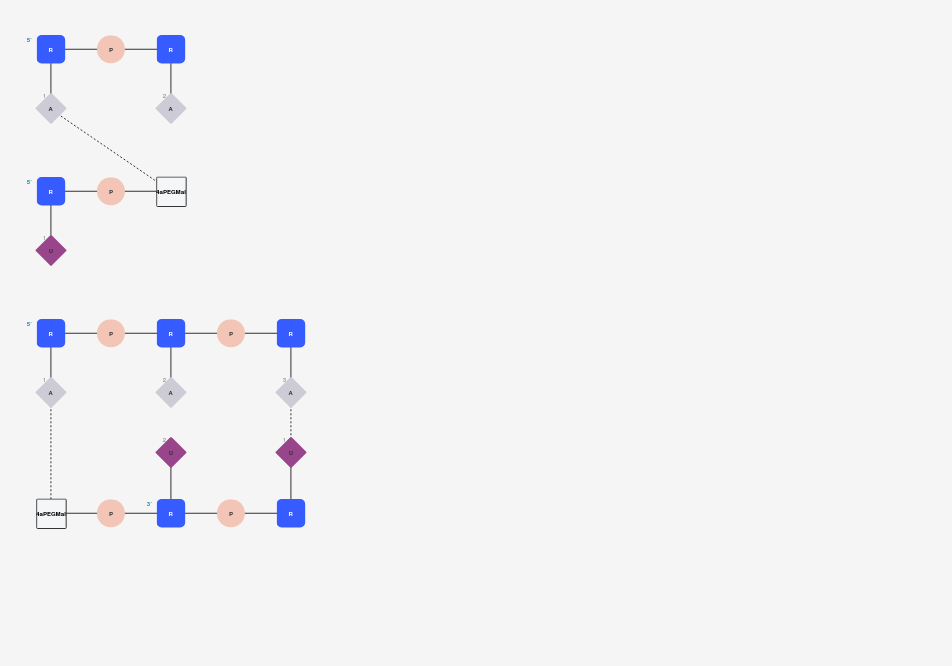 5'
R P R
1 2
A A
5'
R P 4aPEGMal
1
U
5'
R P R P R
1 2 3
A A A
2 1
U U
3'
4aPEGMal P R P R